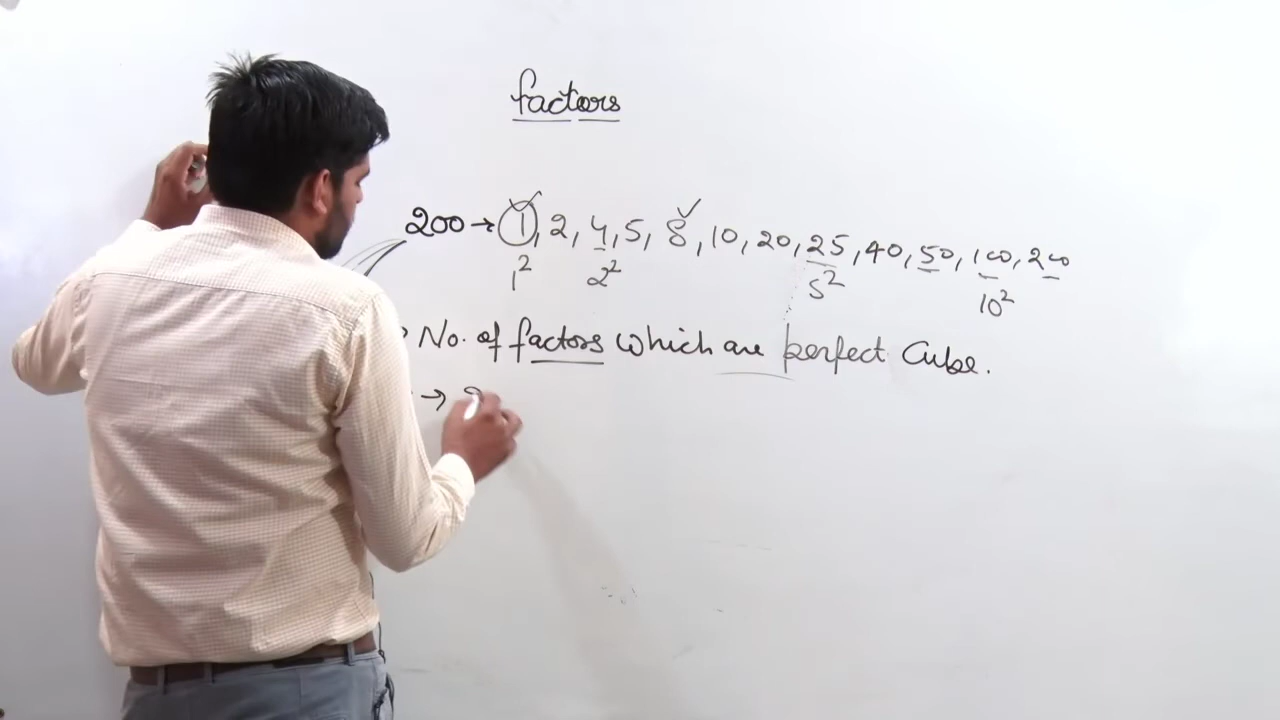 factors
200 → 1, 2, 4, 5, 8, 10, 20, 25, 40, 50, 100, 200
1² 2² 5² 10²
No. of factors which are perfect Cube.
→